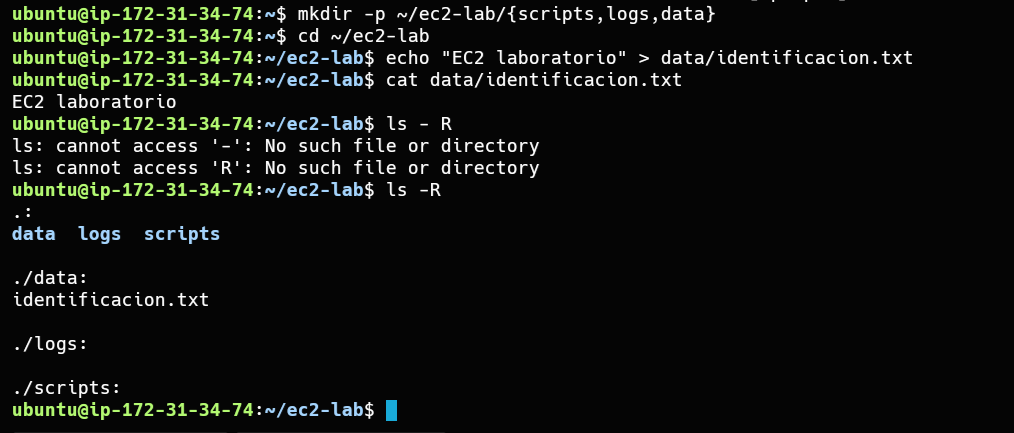 ubuntu@ip-172-31-34-74:~$ mkdir -p ~/ec2-lab/{scripts,logs,data}
ubuntu@ip-172-31-34-74:~$ cd ~/ec2-lab
ubuntu@ip-172-31-34-74:~/ec2-lab$ echo "EC2 laboratorio" > data/identificacion.txt
ubuntu@ip-172-31-34-74:~/ec2-lab$ cat data/identificacion.txt
EC2 laboratorio
ubuntu@ip-172-31-34-74:~/ec2-lab$ ls - R
ls: cannot access '-': No such file or directory
ls: cannot access 'R': No such file or directory
ubuntu@ip-172-31-34-74:~/ec2-lab$ ls -R
.:
data  logs  scripts

./data:
identificacion.txt

./logs:

./scripts:
ubuntu@ip-172-31-34-74:~/ec2-lab$